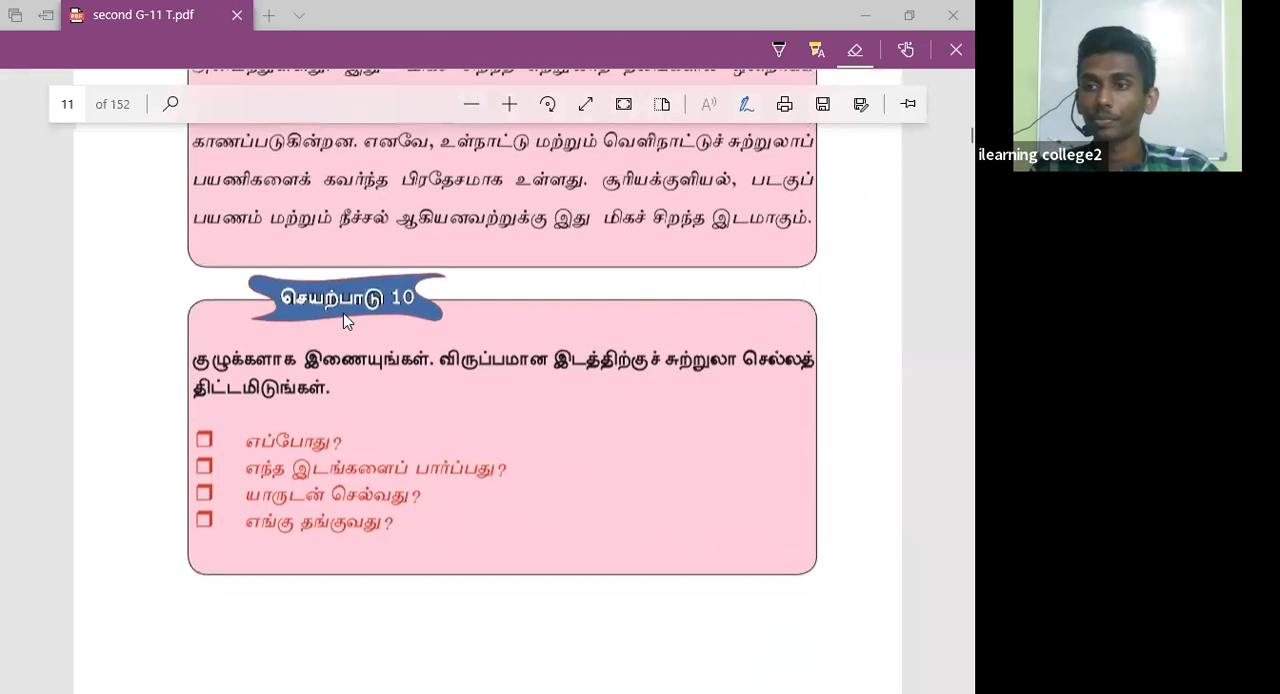 second G-11 T.pdf
11 of 152
காணப்படுகின்றன. எனவே, உள்நாட்டு மற்றும் வெளிநாட்டுச் சுற்றுலாப்
பயணிகளைக் கவர்ந்த பிரதேசமாக உள்ளது. சூரியக்குளியல், படகுப்
பயணம் மற்றும் நீச்சல் ஆகியனவற்றுக்கு இது மிகச் சிறந்த இடமாகும்.
செயற்பாடு 10
குழுக்களாக இணையுங்கள். விருப்பமான இடத்திற்குச் சுற்றுலா செல்லத்
திட்டமிடுங்கள்.
எப்போது?
எந்த இடங்களைப் பார்ப்பது?
யாருடன் செல்வது?
எங்கு தங்குவது?
ilearning college2